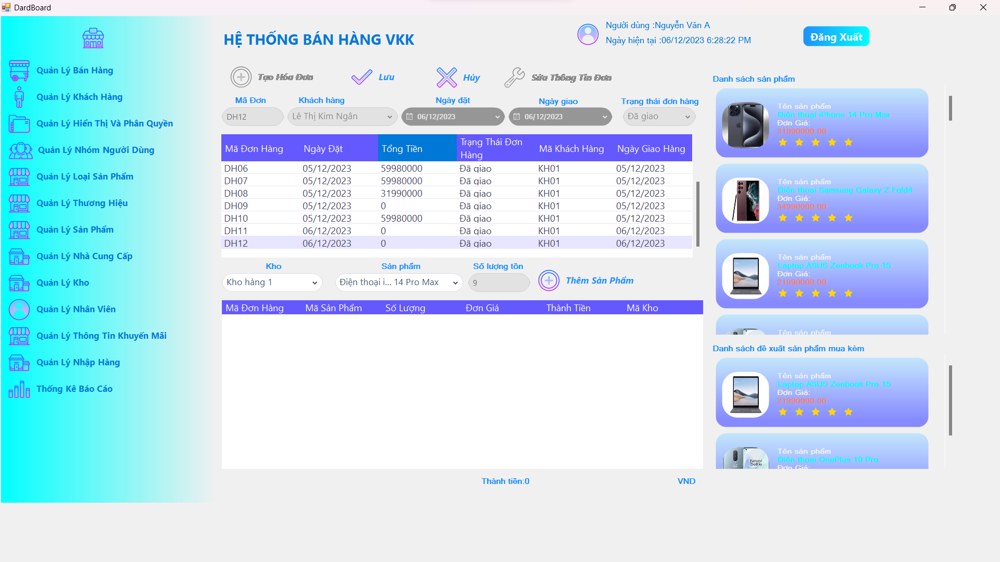 DardBoard
HỆ THỐNG BÁN HÀNG VKK
Người dùng :Nguyễn Văn A
Ngày hiện tại :06/12/2023 6:28:22 PM
Đăng Xuất
Quản Lý Bán Hàng
Quản Lý Khách Hàng
Quản Lý Hiển Thị Và Phân Quyền
Quản Lý Nhóm Người Dùng
Quản Lý Loại Sản Phẩm
Quản Lý Thương Hiệu
Quản Lý Sản Phẩm
Quản Lý Nhà Cung Cấp
Quản Lý Kho
Quản Lý Nhân Viên
Quản Lý Thông Tin Khuyến Mãi
Quản Lý Nhập Hàng
Thống Kê Báo Cáo
Tạo Hóa Đơn Lưu Hủy Sửa Thông Tin Đơn
Mã Đơn Khách hàng Ngày đặt Ngày giao Trạng thái đơn hàng
DH12 Lê Thị Kim Ngân 06/12/2023 06/12/2023 Đã giao
Mã Đơn Hàng Ngày Đặt Tổng Tiền Trạng Thái Đơn Hàng Mã Khách Hàng Ngày Giao Hàng
DH06 05/12/2023 59980000 Đã giao KH01 05/12/2023
DH07 05/12/2023 59980000 Đã giao KH01 05/12/2023
DH08 05/12/2023 31990000 Đã giao KH01 05/12/2023
DH09 05/12/2023 0 Đã giao KH01 05/12/2023
DH10 05/12/2023 59980000 Đã giao KH01 05/12/2023
DH11 06/12/2023 0 Đã giao KH01 06/12/2023
DH12 06/12/2023 0 Đã giao KH01 06/12/2023
Kho Sản phẩm Số lượng tồn
Kho hàng 1 Điện thoại i... 14 Pro Max 9 Thêm Sản Phẩm
Mã Đơn Hàng Mã Sản Phẩm Số Lượng Đơn Giá Thành Tiền Mã Kho
Thành tiền:0 VND
Danh sách sản phẩm
Tên sản phẩm
Điện thoại iPhone 14 Pro Max
Đơn Giá:
31990000.00
Tên sản phẩm
Điện thoại Samsung Galaxy Z Fold4
Đơn Giá:
34990000.00
Tên sản phẩm
Laptop ASUS Zenbook Pro 15
Đơn Giá:
21990000.00
Tên sản phẩm
Danh sách đề xuất sản phẩm mua kèm
Tên sản phẩm
Laptop ASUS Zenbook Pro 15
Đơn Giá:
21990000.00
Never
Settle
Tên sản phẩm
Điện thoại OnePlus 10 Pro
Đơn Giá: